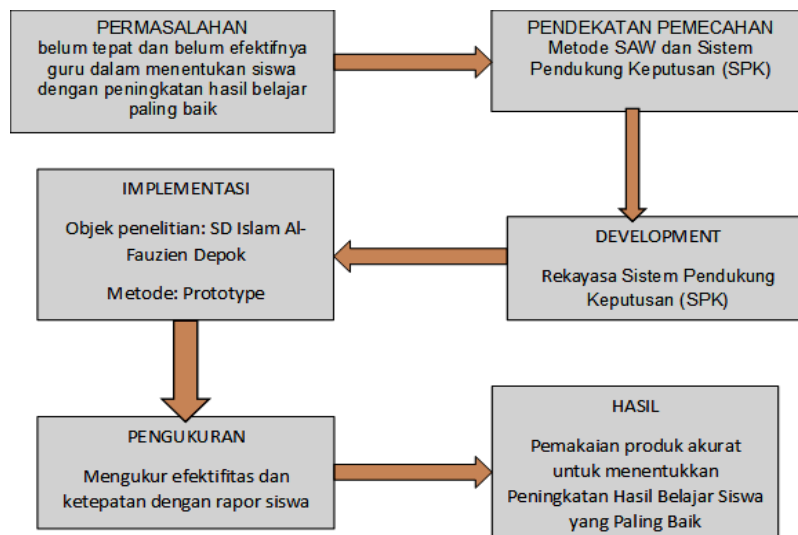 PERMASALAHAN
belum tepat dan belum efektifnya
guru dalam menentukan siswa
dengan peningkatan hasil belajar
paling baik
PENDEKATAN PEMECAHAN
Metode SAW dan Sistem
Pendukung Keputusan (SPK)
DEVELOPMENT
Rekayasa Sistem Pendukung
Keputusan (SPK)
IMPLEMENTASI
Objek penelitian: SD Islam Al-
Fauzien Depok
Metode: Prototype
PENGUKURAN
Mengukur efektifitas dan
ketepatan dengan rapor siswa
HASIL
Pemakaian produk akurat
untuk menentukkan
Peningkatan Hasil Belajar Siswa
yang Paling Baik